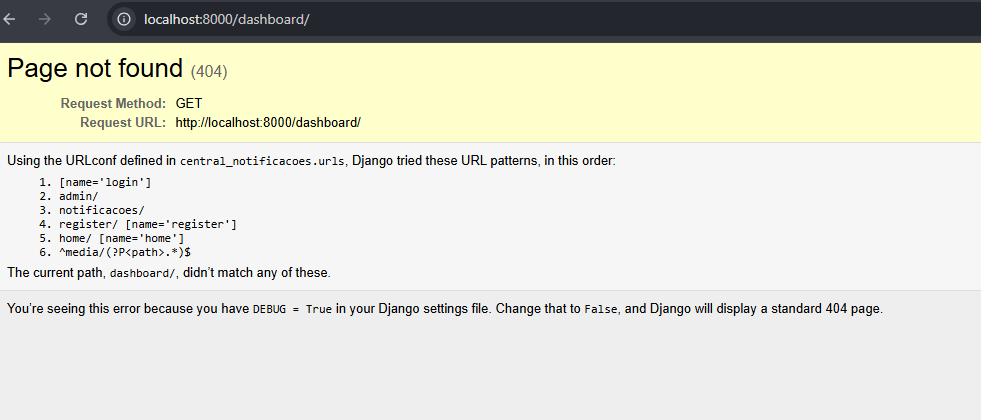 localhost:8000/dashboard/
Page not found (404)
Request Method: GET
Request URL: http://localhost:8000/dashboard/
Using the URLconf defined in central_notificacoes.urls, Django tried these URL patterns, in this order:
1. [name='login']
2. admin/
3. notificacoes/
4. register/ [name='register']
5. home/ [name='home']
6. ^media/(?P<path>.*)$
The current path, dashboard/, didn’t match any of these.
You’re seeing this error because you have DEBUG = True in your Django settings file. Change that to False, and Django will display a standard 404 page.